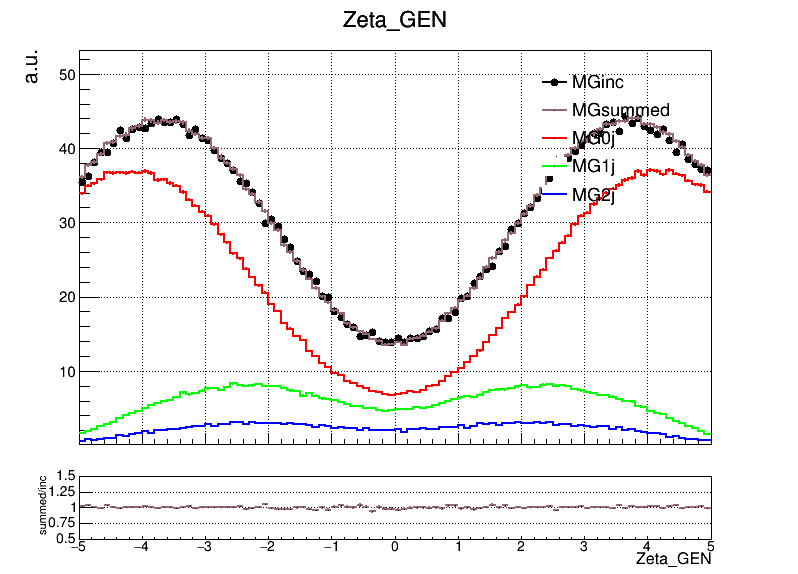 Zeta_GEN
a.u.
50
40
30
20
10
MGinc
MGsummed
MG0j
MG1j
MG2j
summed/inc
1.5
1.25
1
0.75
0.5
−5 −4 −3 −2 −1 0 1 2 3 4 5
Zeta_GEN